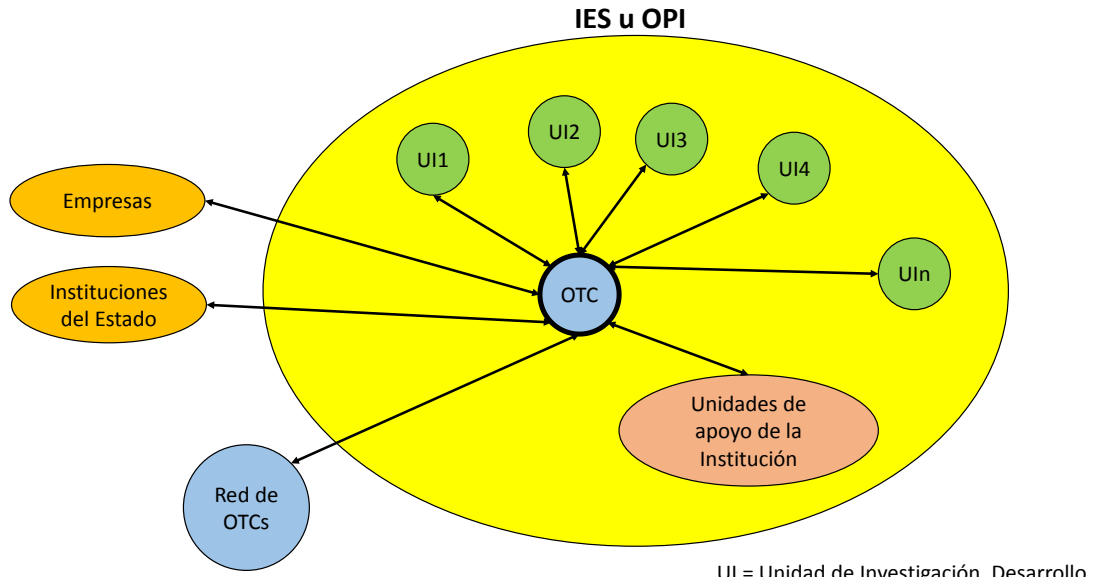 IES u OPI
UI1
UI2
UI3
UI4
UIn
Empresas
Instituciones
del Estado
OTC
Unidades de
apoyo de la
Institución
Red de
OTCs
UI = Unidad de Investigación, Desarrollo